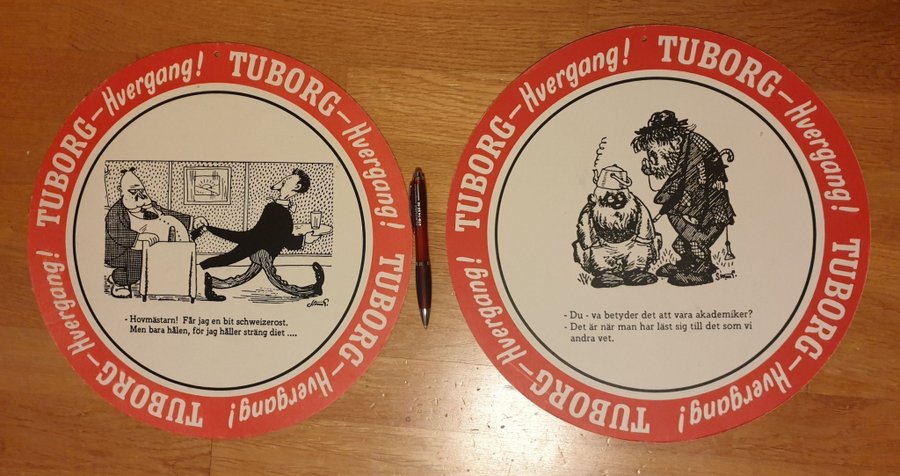 TUBORG-Hvergang! TUBORG-Hvergang! TUBORG-Hvergang! TUBORG-Hvergang!
- Hovmästarn! Får jag en bit schweizerost.
Men bara hålen, för jag håller sträng diet ....
TUBORG-Hvergang! TUBORG-Hvergang! TUBORG-Hvergang! TUBORG-Hvergang!
- Du - va betyder det att vara akademiker?
- Det är när man har läst sig till det som vi
andra vet.